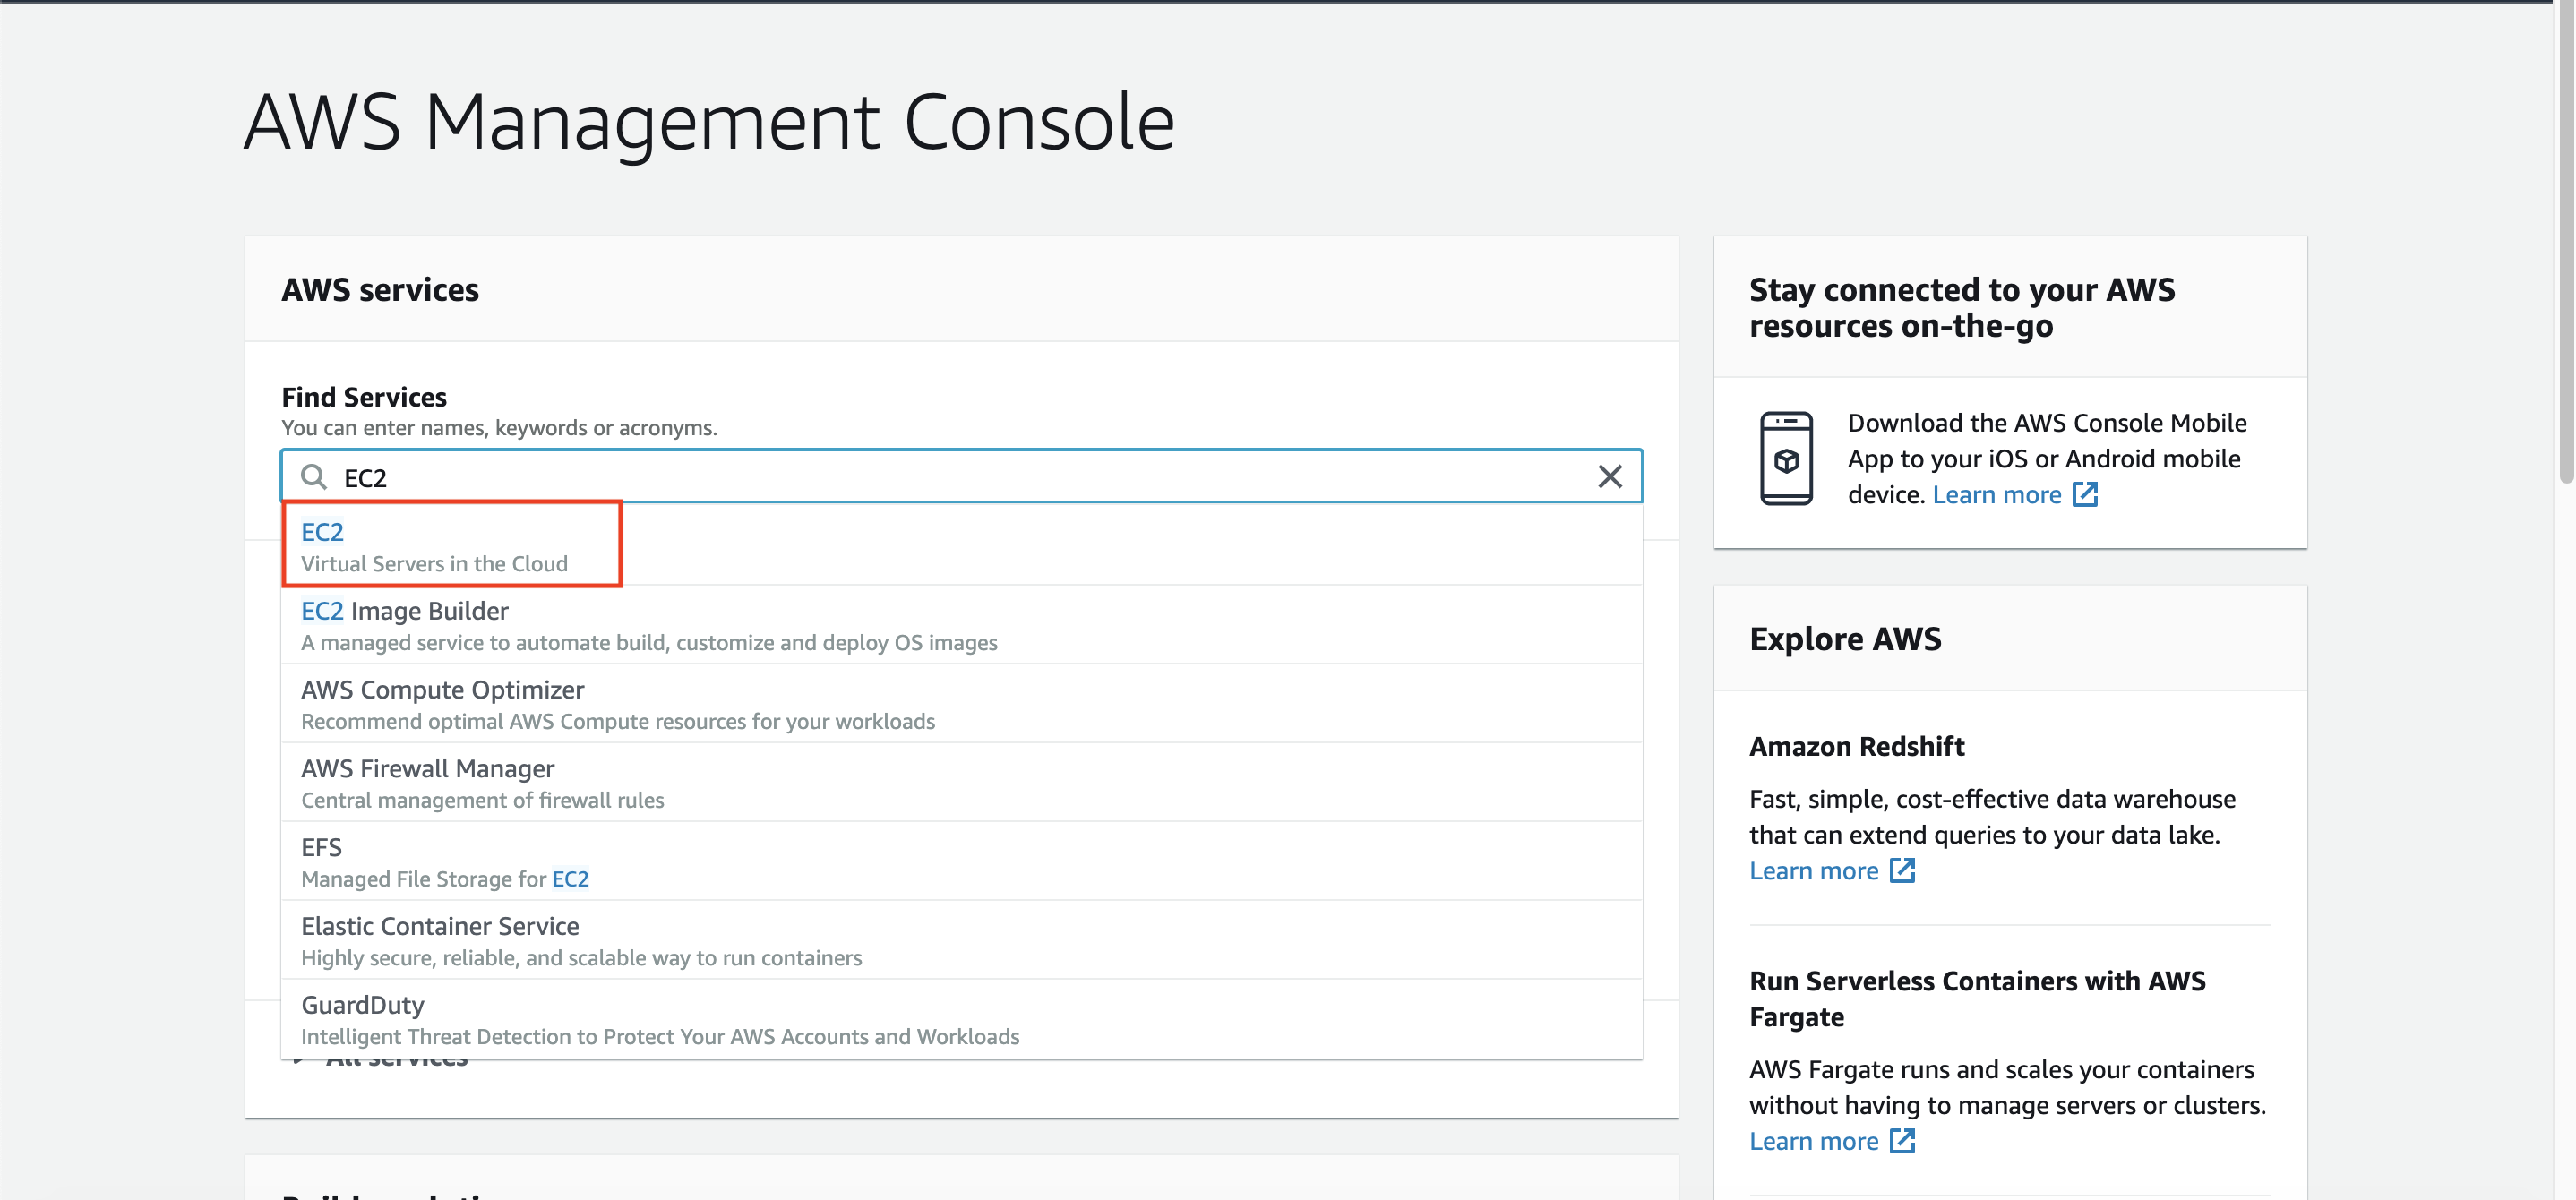 AWS Management Console
AWS services
Find Services
You can enter names, keywords or acronyms.
EC2
EC2
Virtual Servers in the Cloud
EC2 Image Builder
A managed service to automate build, customize and deploy OS images
AWS Compute Optimizer
Recommend optimal AWS Compute resources for your workloads
AWS Firewall Manager
Central management of firewall rules
EFS
Managed File Storage for EC2
Elastic Container Service
Highly secure, reliable, and scalable way to run containers
GuardDuty
Intelligent Threat Detection to Protect Your AWS Accounts and Workloads
All services
Stay connected to your AWS
resources on-the-go
Download the AWS Console Mobile
App to your iOS or Android mobile
device. Learn more
Explore AWS
Amazon Redshift
Fast, simple, cost-effective data warehouse
that can extend queries to your data lake.
Learn more
Run Serverless Containers with AWS
Fargate
AWS Fargate runs and scales your containers
without having to manage servers or clusters.
Learn more